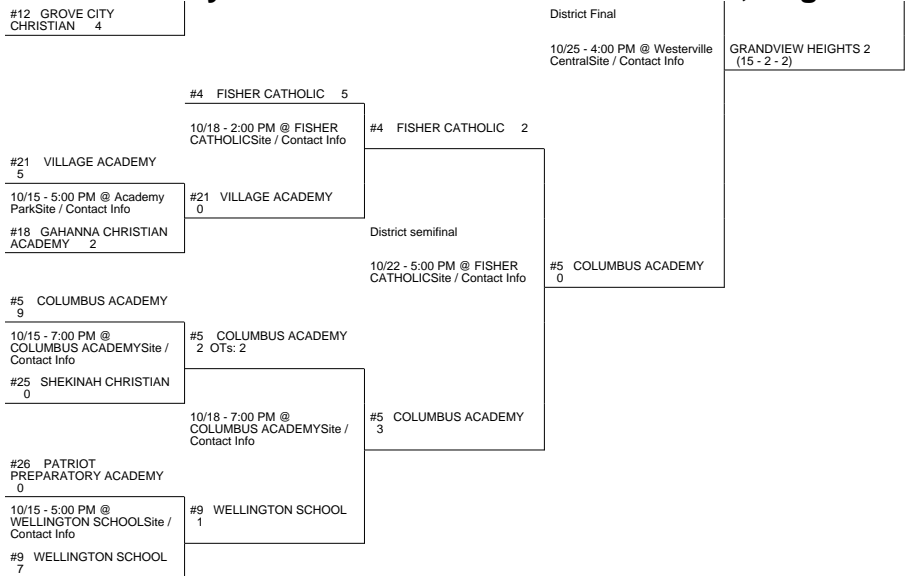 #12 GROVE CITY
CHRISTIAN 4
#21 VILLAGE ACADEMY
5
10/15 - 5:00 PM @ Academy
ParkSite / Contact Info
#18 GAHANNA CHRISTIAN
ACADEMY 2
#5 COLUMBUS ACADEMY
9
10/15 - 7:00 PM @
COLUMBUS ACADEMYSite /
Contact Info
#25 SHEKINAH CHRISTIAN
0
#26 PATRIOT
PREPARATORY ACADEMY
0
10/15 - 5:00 PM @
WELLINGTON SCHOOLSite /
Contact Info
#9 WELLINGTON SCHOOL
7
#4 FISHER CATHOLIC 5
10/18 - 2:00 PM @ FISHER
CATHOLICSite / Contact Info
#21 VILLAGE ACADEMY
0
#5 COLUMBUS ACADEMY
2 OTs: 2
10/18 - 7:00 PM @
COLUMBUS ACADEMYSite /
Contact Info
#9 WELLINGTON SCHOOL
1
#4 FISHER CATHOLIC 2
District semifinal
10/22 - 5:00 PM @ FISHER
CATHOLICSite / Contact Info
#5 COLUMBUS ACADEMY
3
District Final
10/25 - 4:00 PM @ Westerville
CentralSite / Contact Info
#5 COLUMBUS ACADEMY
0
GRANDVIEW HEIGHTS 2
(15 - 2 - 2)